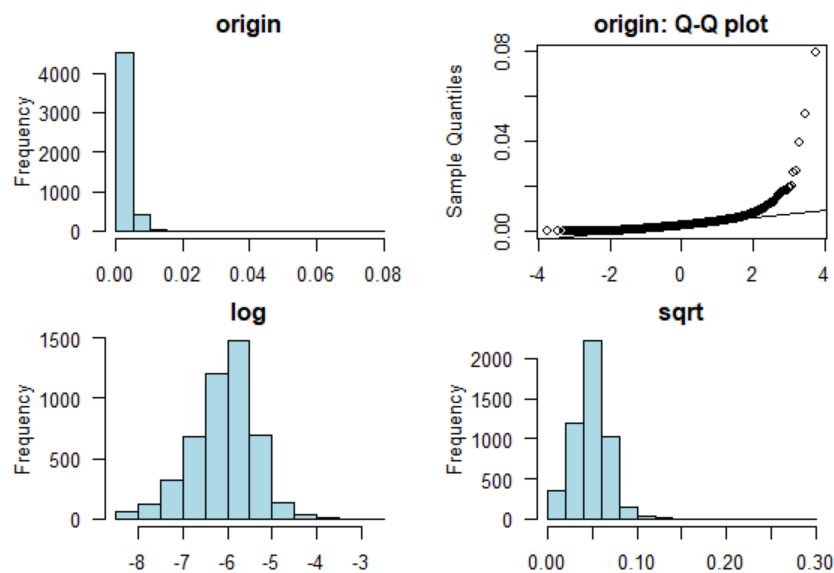 origin
Frequency
4000
3000
2000
1000
0
0.00 0.02 0.04 0.06 0.08
origin: Q-Q plot
Sample Quantiles
0.08
0.04
0.00
-4 -2 0 2 4
log
Frequency
1500
1000
500
0
-8 -7 -6 -5 -4 -3
sqrt
Frequency
2000
1500
1000
500
0
0.00 0.10 0.20 0.30